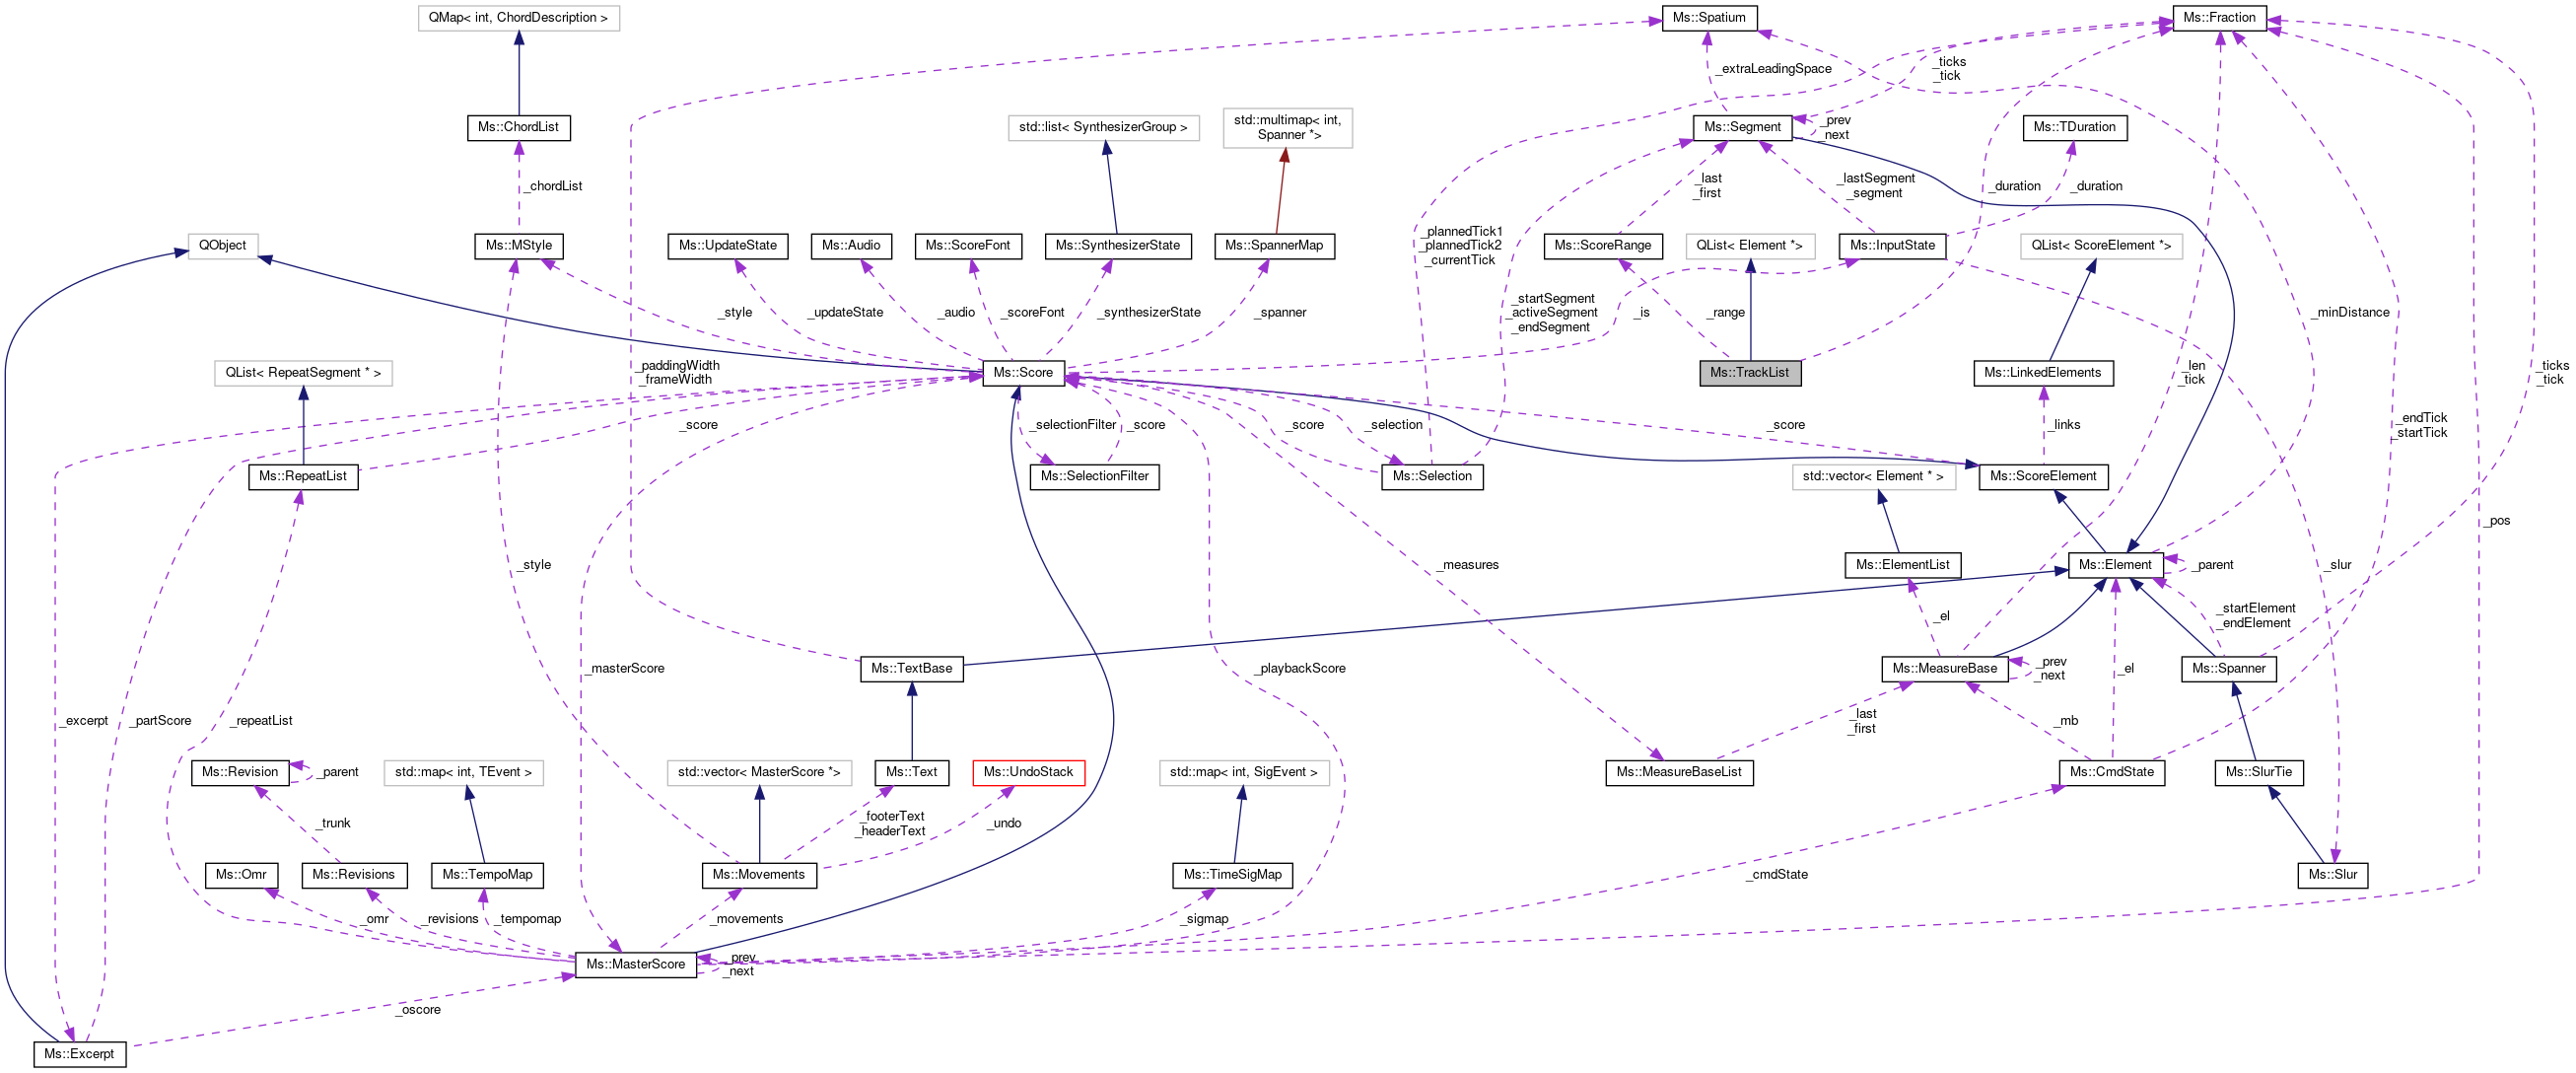 QMap< int, ChordDescription >
Ms::Spatium
Ms::Fraction
_extraLeadingSpace
_ticks
_tick
Ms::ChordList
std::list< SynthesizerGroup >
std::multimap< int,
Spanner *>
Ms::Segment
_prev
_next
Ms::TDuration
_chordList
_last
_first
_lastSegment
_segment
_duration
_duration
QObject
Ms::MStyle
Ms::UpdateState
Ms::Audio
Ms::ScoreFont
Ms::SynthesizerState
Ms::SpannerMap
_plannedTick1
_plannedTick2
_currentTick
Ms::ScoreRange
QList< Element *>
Ms::InputState
QList< ScoreElement *>
_style
_updateState
_audio
_scoreFont
_synthesizerState
_spanner
_startSegment
_activeSegment
_endSegment
_is
_range
_minDistance
QList< RepeatSegment * >
_paddingWidth
_frameWidth
Ms::Score
Ms::TrackList
Ms::LinkedElements
_len
_tick
_ticks
_tick
_score
_selectionFilter
_score
_score
_selection
_score
_links
_endTick
_startTick
Ms::RepeatList
Ms::SelectionFilter
Ms::Selection
std::vector< Element * >
Ms::ScoreElement
_pos
_style
_measures
Ms::ElementList
Ms::Element
_parent
_slur
_el
_startElement
_endElement
_masterScore
Ms::TextBase
_playbackScore
Ms::MeasureBase
_prev
_next
_el
Ms::Spanner
_excerpt
_partScore
_repeatList
_last
_first
_mb
Ms::Revision
_parent
std::map< int, TEvent >
std::vector< MasterScore *>
Ms::Text
Ms::UndoStack
std::map< int, SigEvent >
Ms::MeasureBaseList
Ms::CmdState
Ms::SlurTie
_trunk
_footerText
_headerText
_undo
Ms::Omr
Ms::Revisions
Ms::TempoMap
Ms::Movements
Ms::TimeSigMap
_cmdState
Ms::Slur
_omr
_revisions
_tempomap
_movements
_sigmap
Ms::MasterScore
_prev
_next
_oscore
Ms::Excerpt